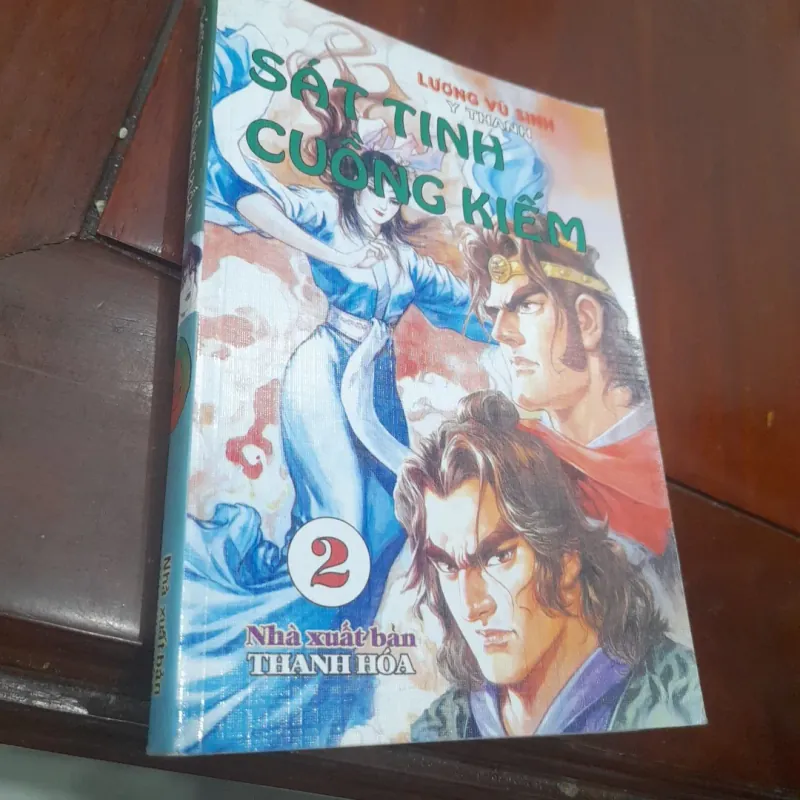 LƯƠNG VŨ SINH
Y THANH
SÁT TINH
CUỒNG KIẾM
2
Nhà xuất bản
THANH HÓA
Nhà xuất bản